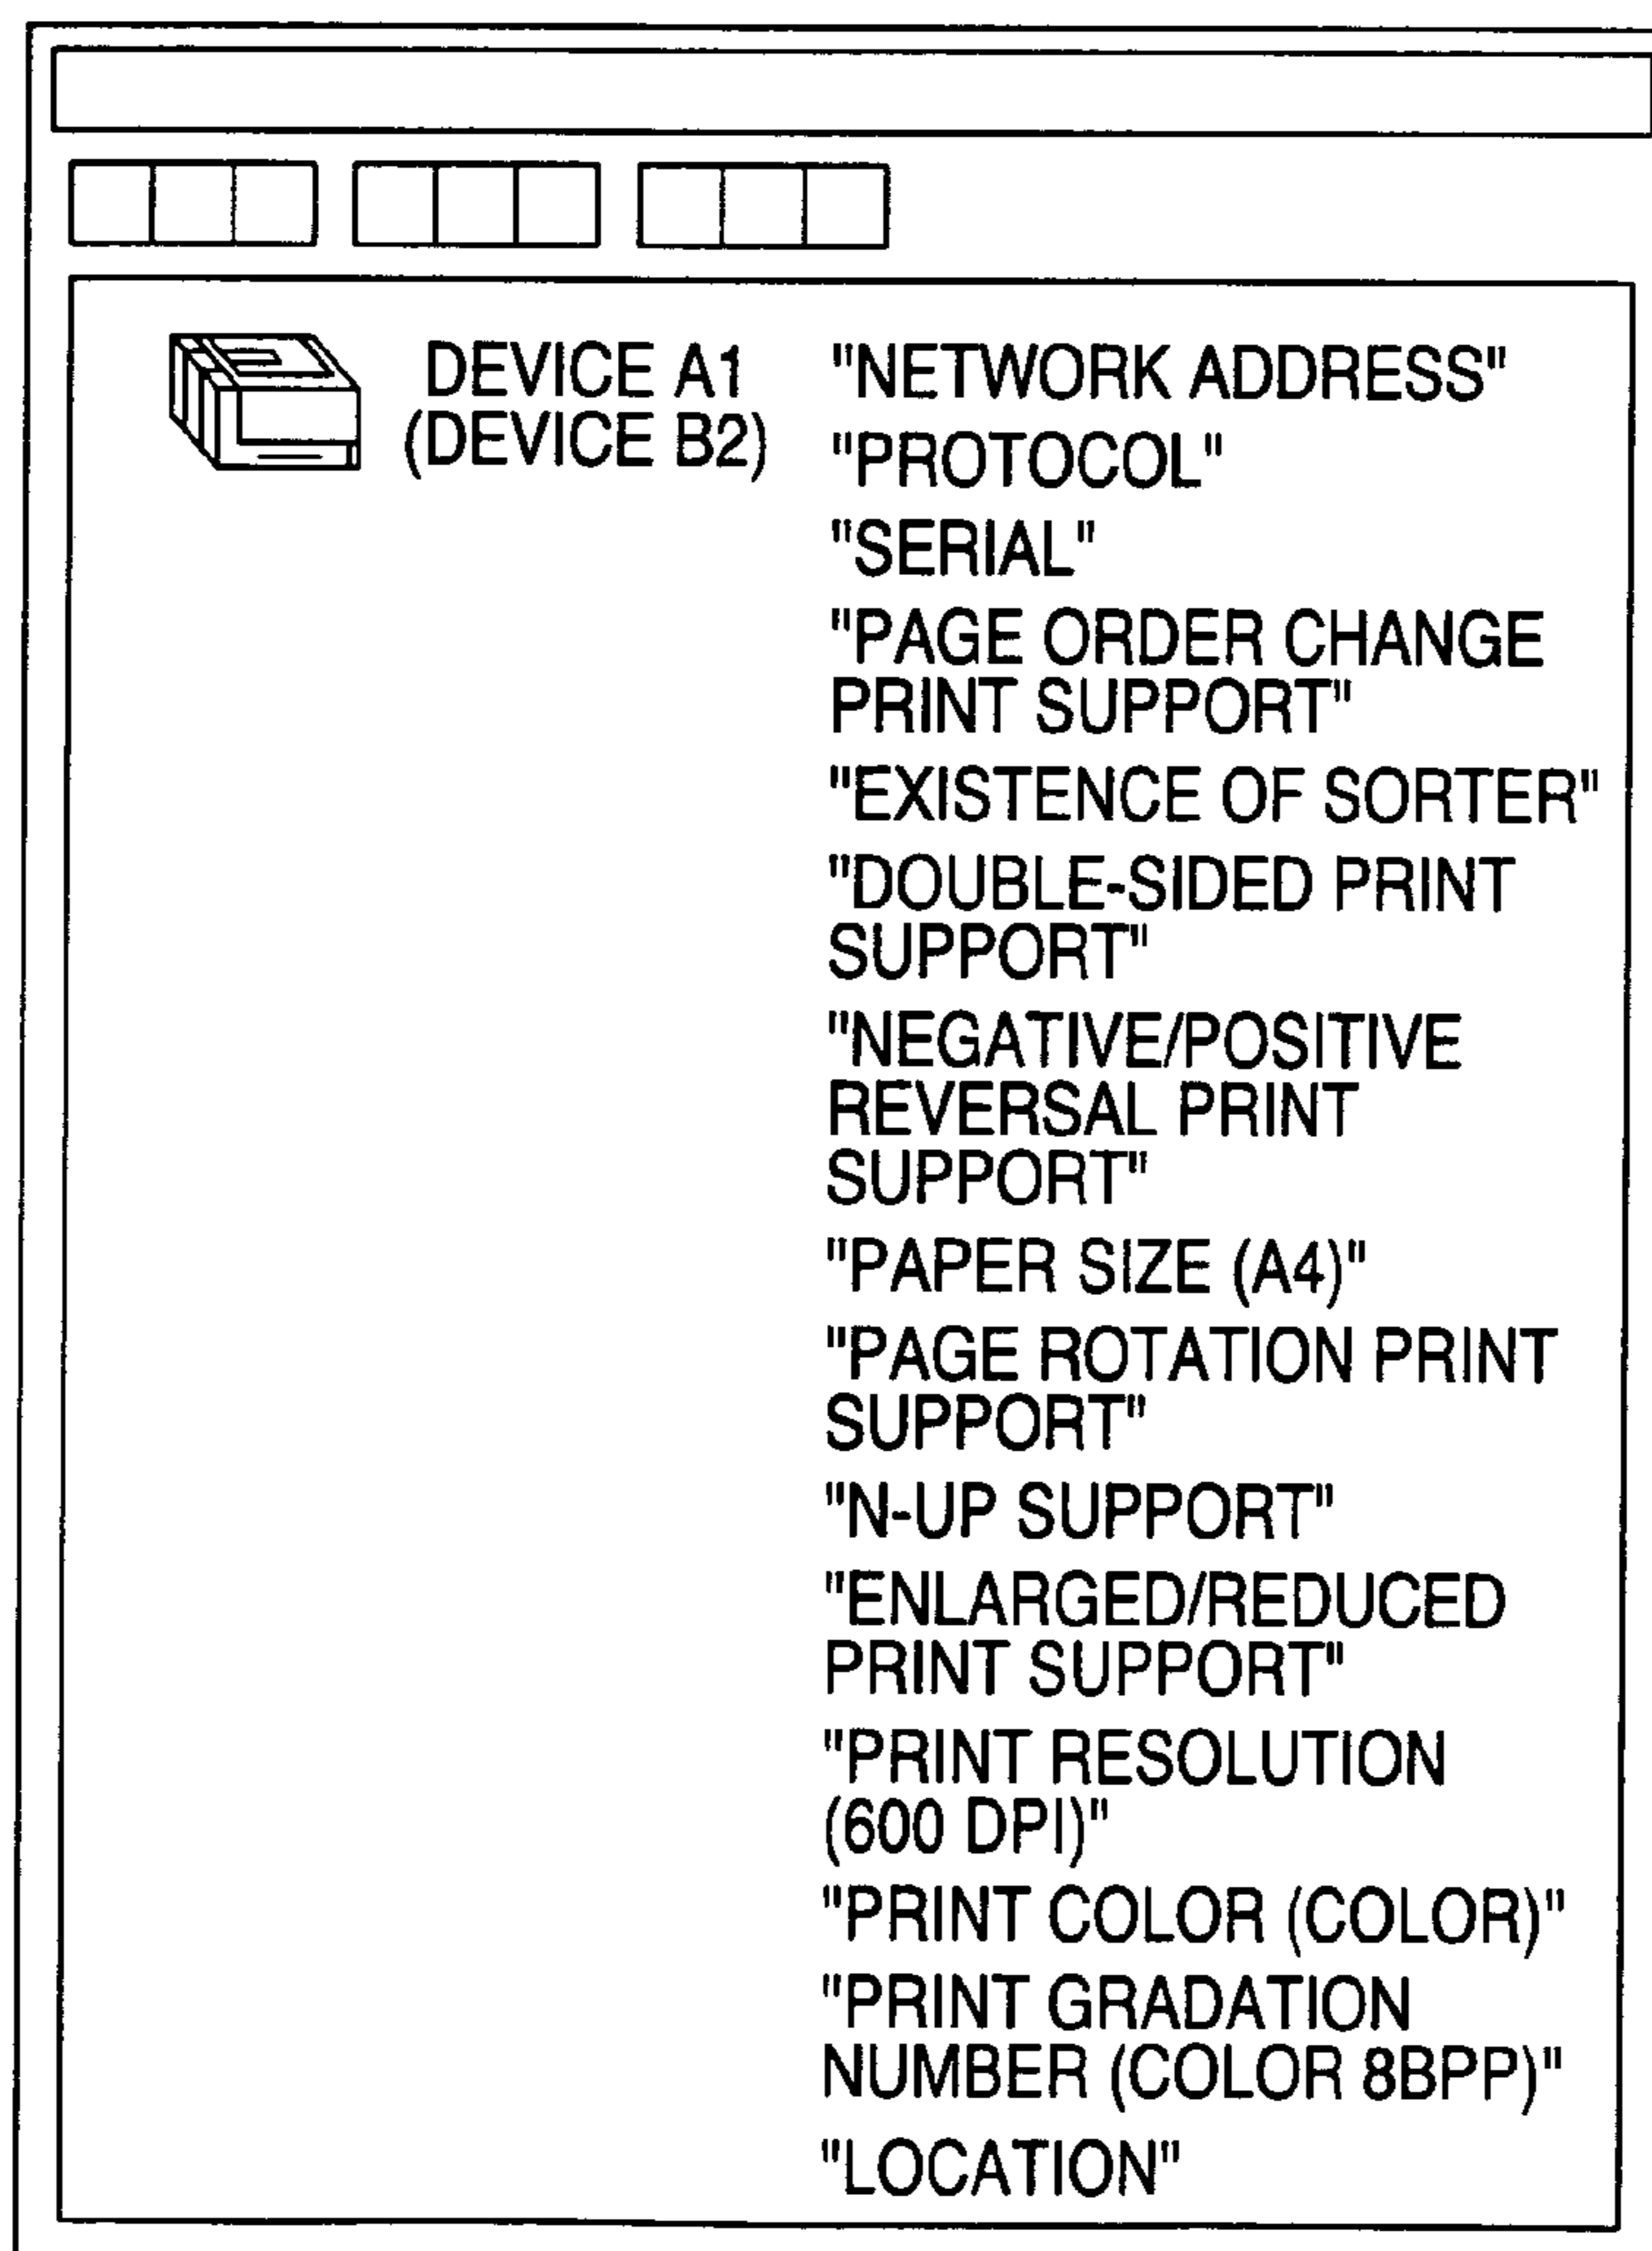 DEVICE A1 "NETWORK ADDRESS"
(DEVICE B2) "PROTOCOL"
"SERIAL"
"PAGE ORDER CHANGE
PRINT SUPPORT"
"EXISTENCE OF SORTER"
"DOUBLE-SIDED PRINT
SUPPORT"
"NEGATIVE/POSITIVE
REVERSAL PRINT
SUPPORT"
"PAPER SIZE (A4)"
"PAGE ROTATION PRINT
SUPPORT"
"N-UP SUPPORT"
"ENLARGED/REDUCED
PRINT SUPPORT"
"PRINT RESOLUTION
(600 DPI)"
"PRINT COLOR (COLOR)"
"PRINT GRADATION
NUMBER (COLOR 8BPP)"
"LOCATION"